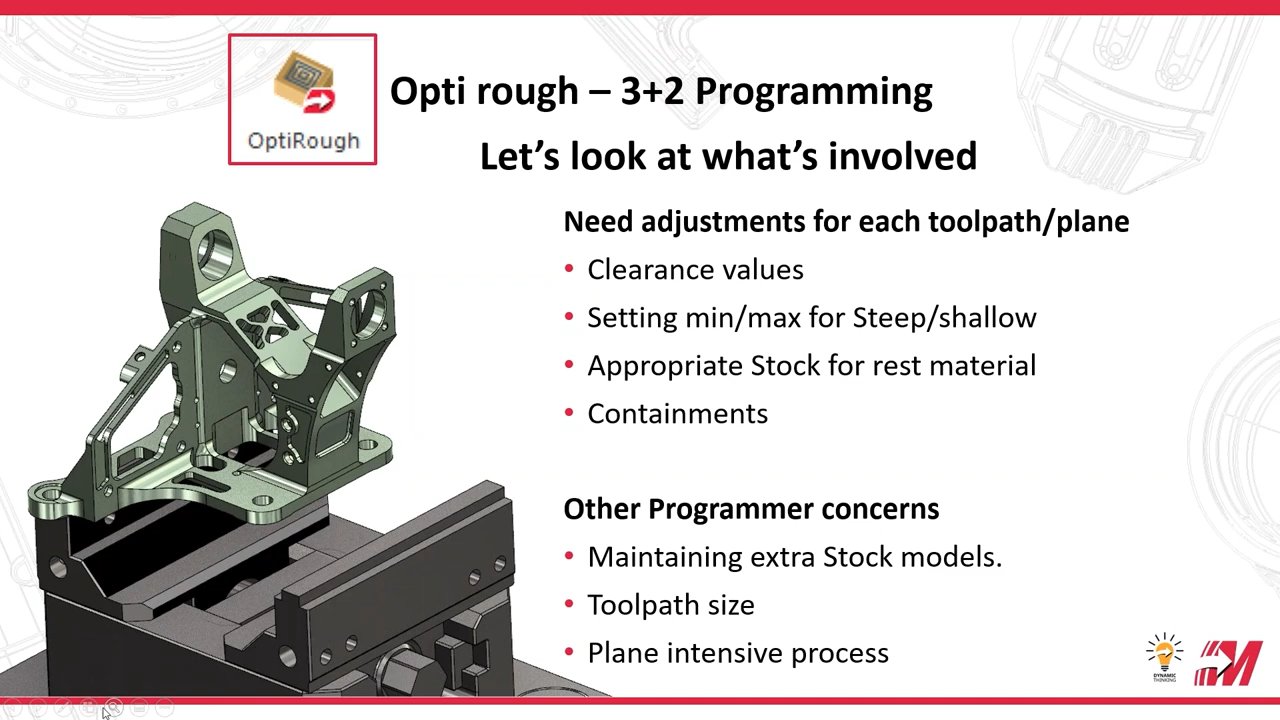 OptiRough
Opti rough – 3+2 Programming
Let’s look at what’s involved
Need adjustments for each toolpath/plane
• Clearance values
• Setting min/max for Steep/shallow
• Appropriate Stock for rest material
• Containments
Other Programmer concerns
• Maintaining extra Stock models.
• Toolpath size
• Plane intensive process
DYNAMIC
THINKING